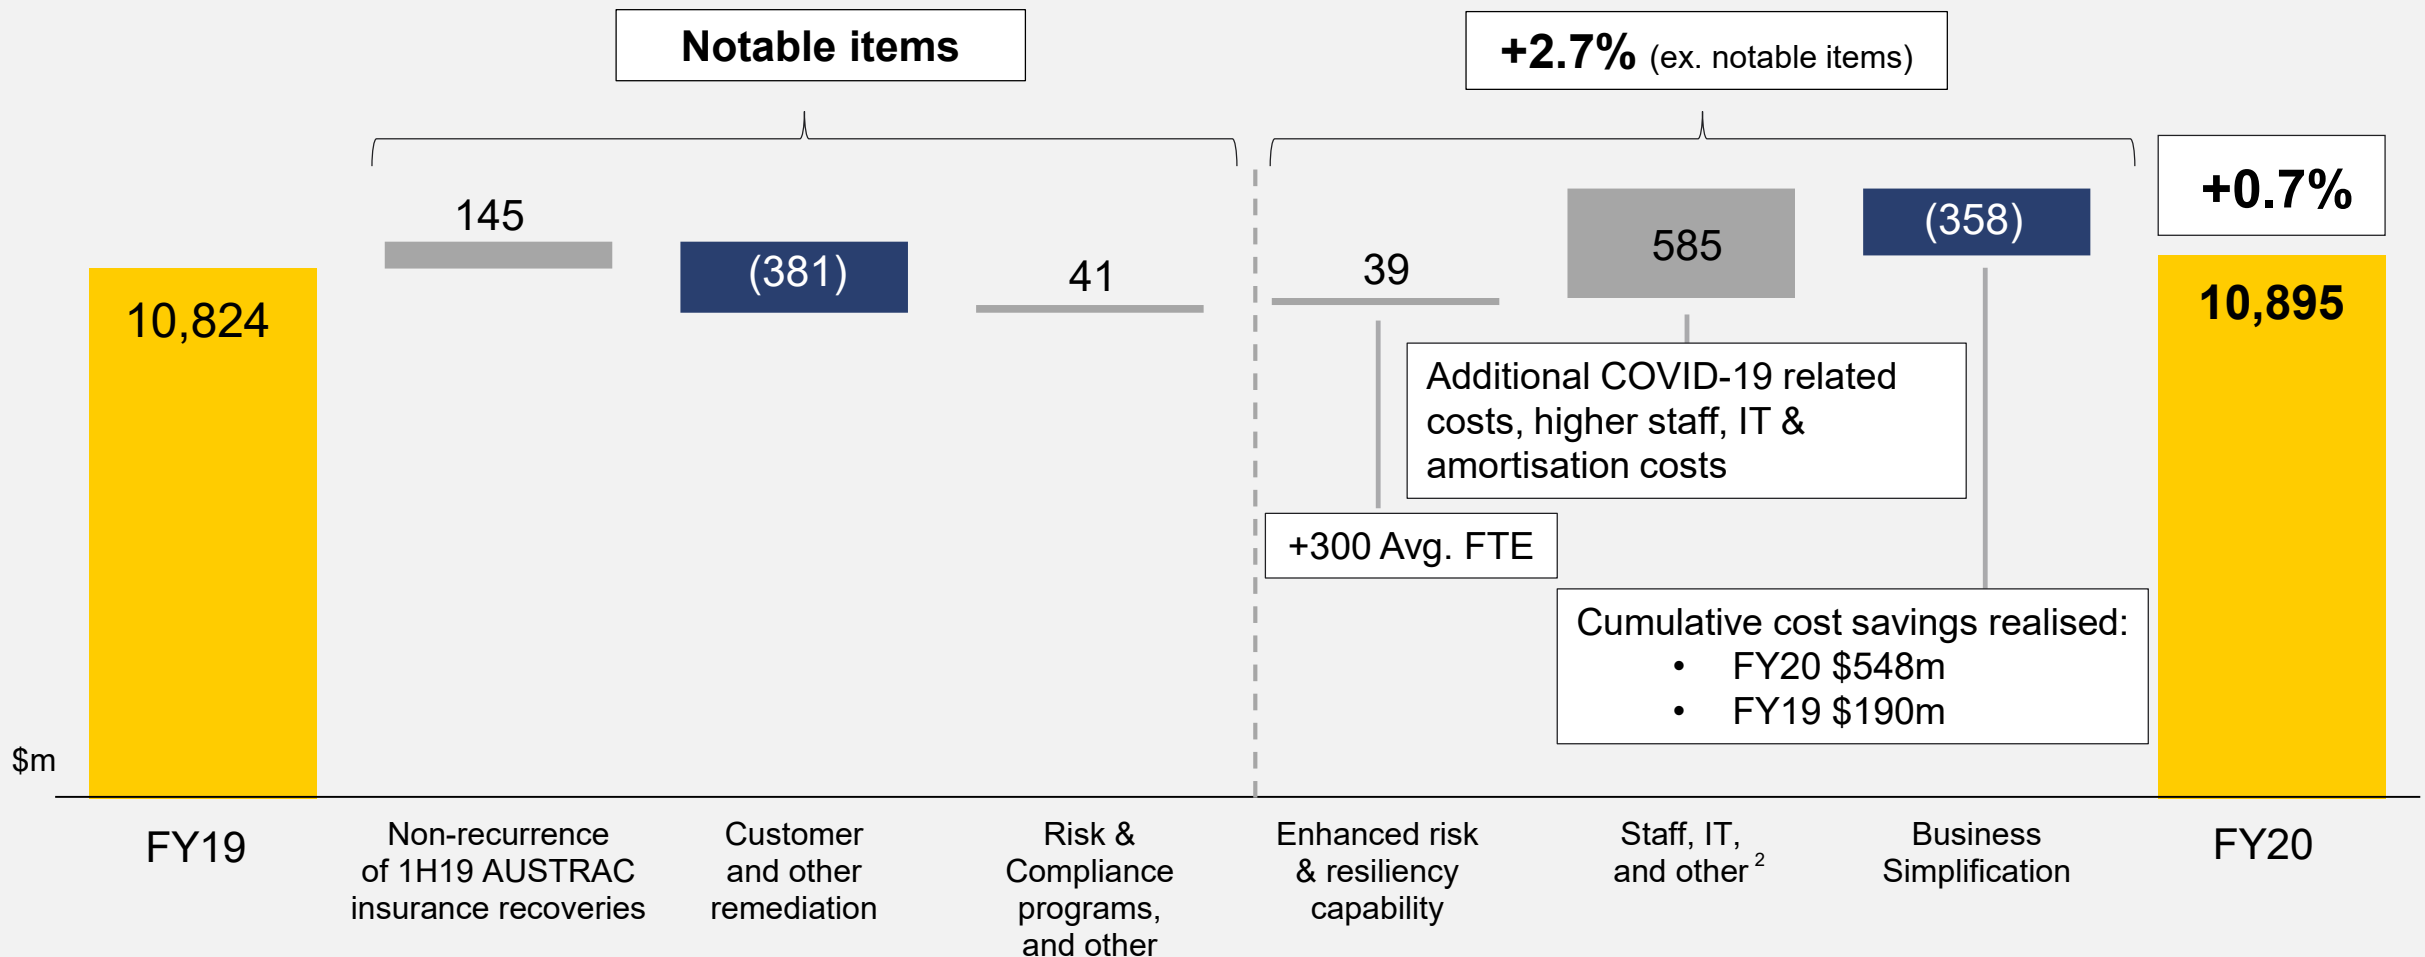 Notable items
+2.7% (ex. notable items)
+0.7%
145
(381)
41
39
585
(358)
10,824
10,895
Additional COVID-19 related
costs, higher staff, IT &
amortisation costs
+300 Avg. FTE
Cumulative cost savings realised:
• FY20 $548m
• FY19 $190m
$m
FY19
Non-recurrence
of 1H19 AUSTRAC
insurance recoveries
Customer
and other
remediation
Risk &
Compliance
programs,
and other
Enhanced risk
& resiliency
capability
Staff, IT,
and other 2
Business
Simplification
FY20